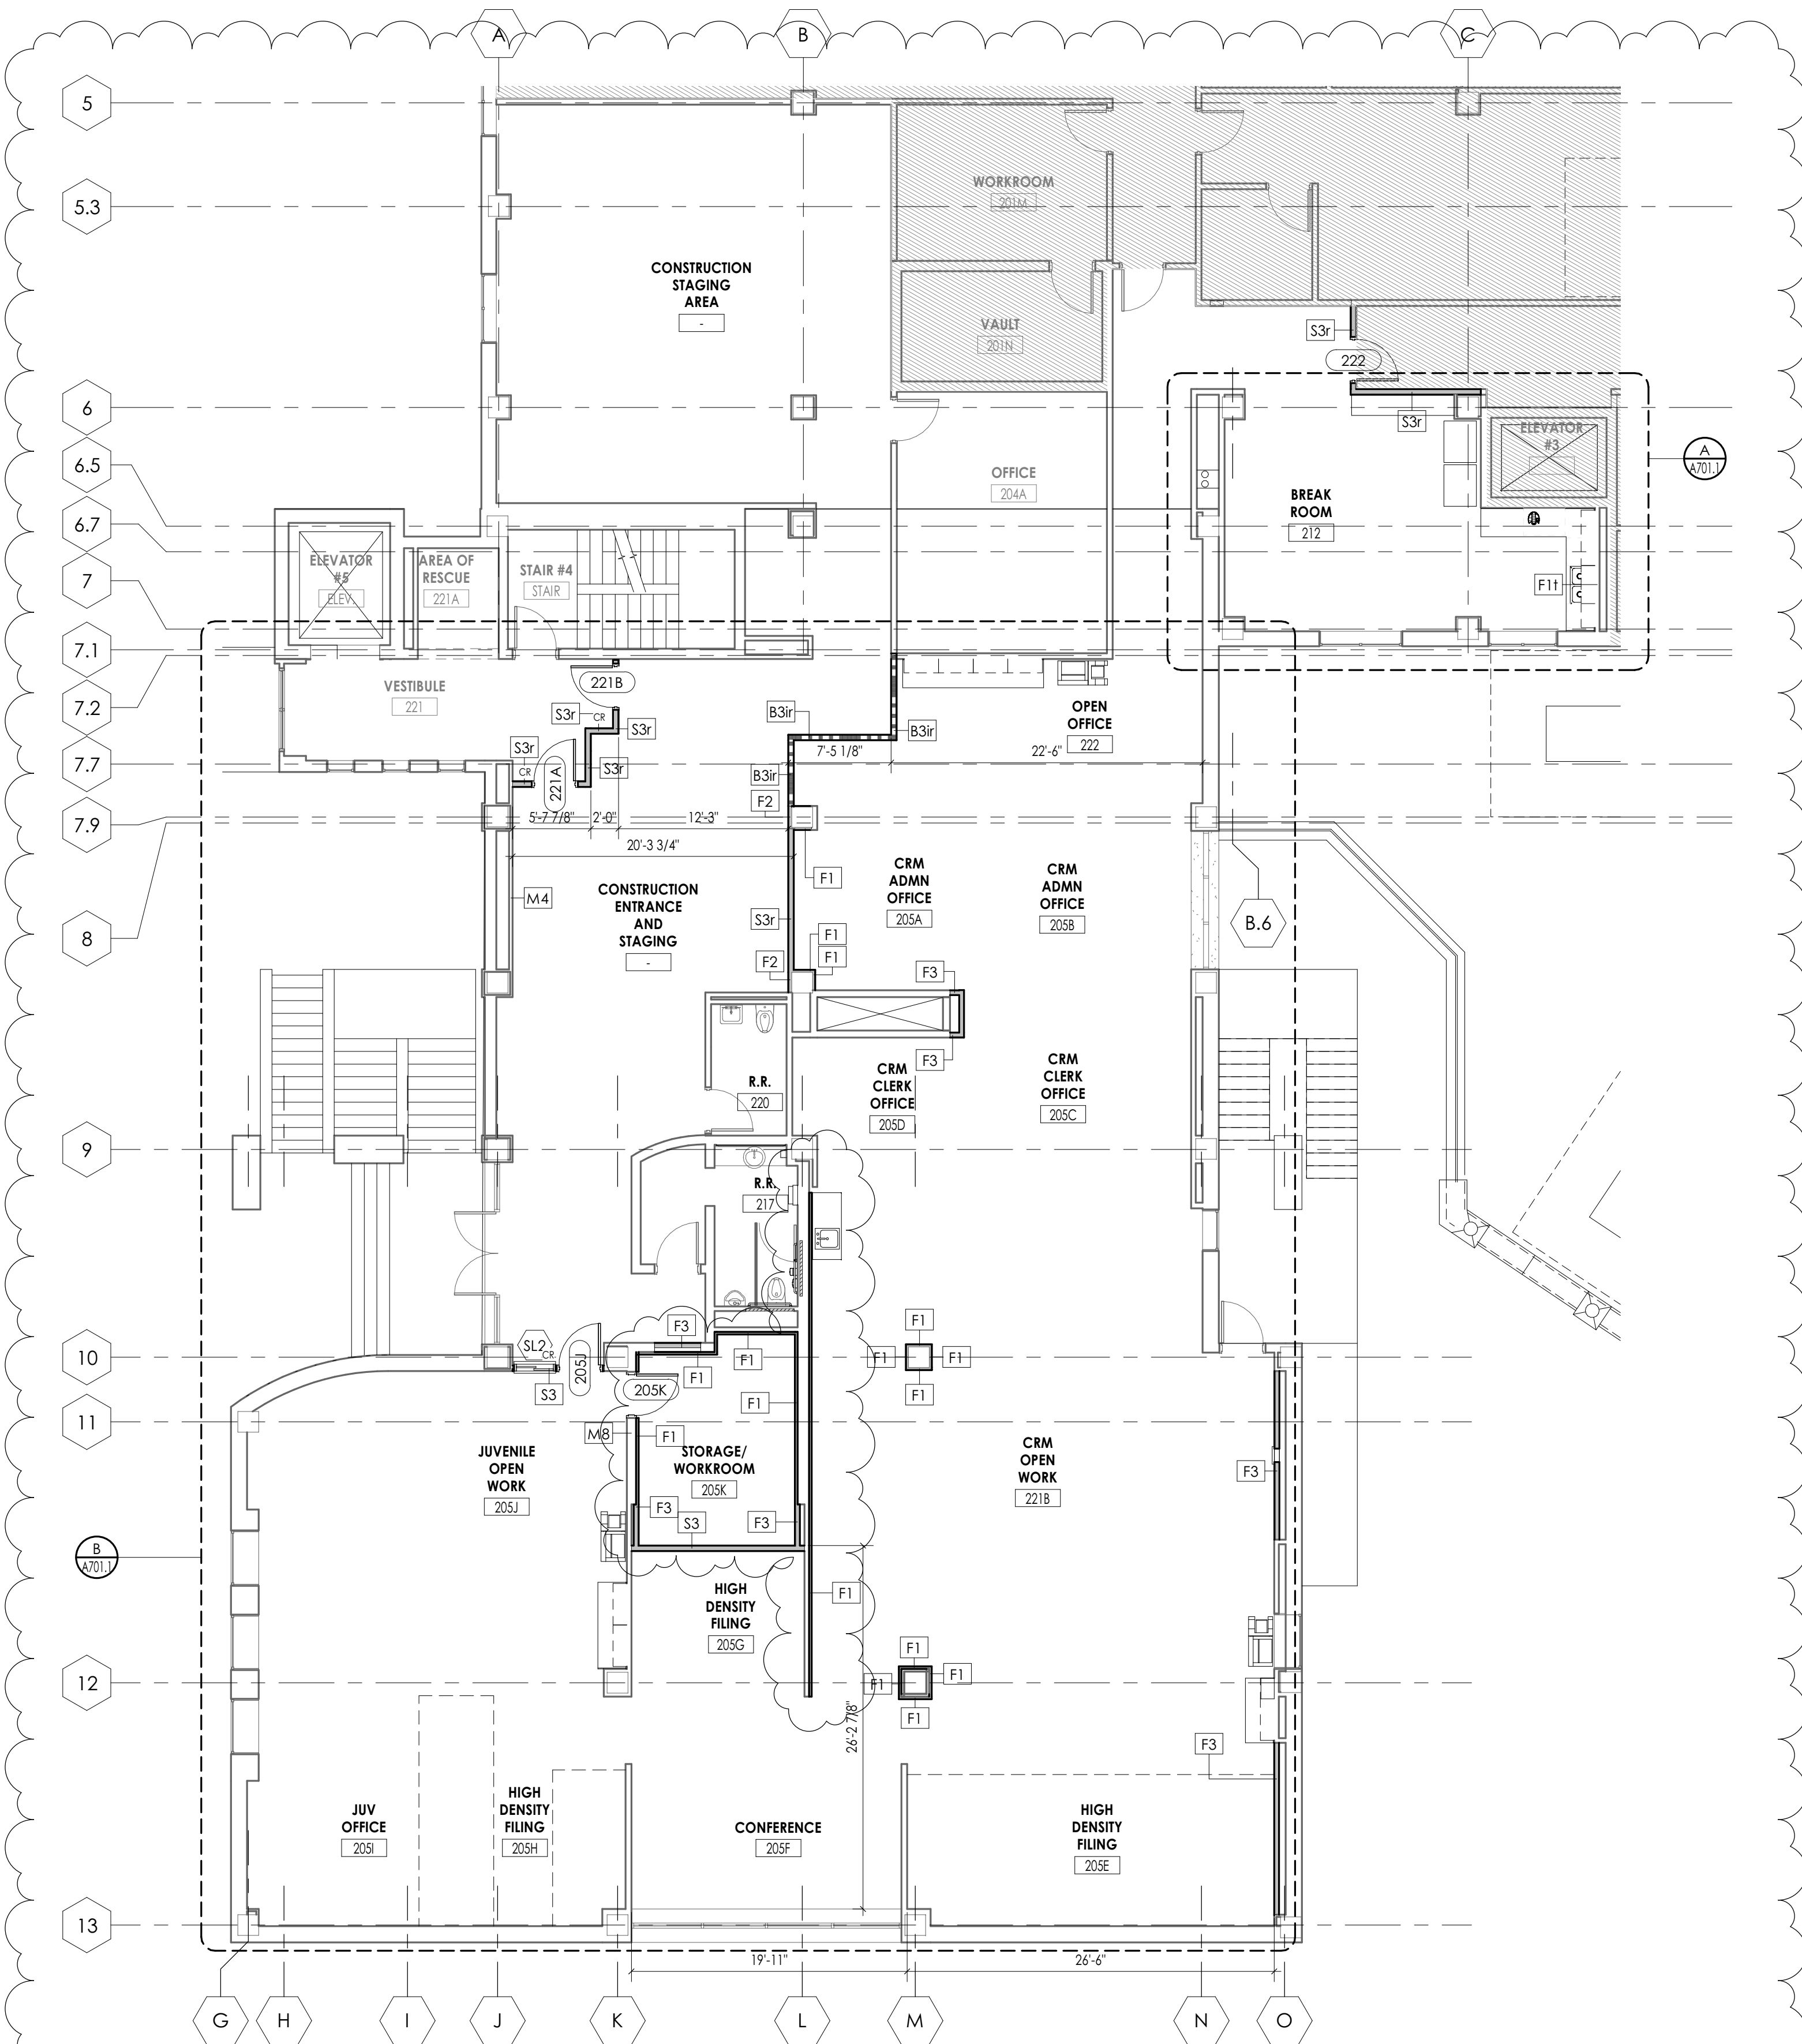 A
B
C
5
5.3
6
6.5
6.7
7
7.1
7.2
7.7
7.9
8
9
10
11
12
13
WORKROOM
201M
CONSTRUCTION
STAGING
AREA
-
VAULT
201N
S3r
222
S3r
ELEVATOR
#3
A
A701.1
OFFICE
204A
BREAK
ROOM
212
F1t
ELEVATOR
#5
ELEV.
AREA OF
RESCUE
221A
STAIR #4
STAIR
VESTIBULE
221
221B
S3r
CR
S3r
S3r
CR
S3r
221A
B3ir
B3ir
B3ir
F2
OPEN
OFFICE
222
7'-5 1/8"
22'-6"
5'-7 7/8"
2'-0"
12'-3"
20'-3 3/4"
F1
M4
CONSTRUCTION
ENTRANCE
AND
STAGING
-
S3r
F1
F1
F2
CRM
ADMN
OFFICE
205A
CRM
ADMN
OFFICE
205B
B.6
F3
F3
R.R.
220
CRM
CLERK
OFFICE
205D
CRM
CLERK
OFFICE
205C
R.R.
217
SL2
CR
S3
205J
F3
F1
F1
205K
F1
F1
F1
F1
F1
M8
F1
JUVENILE
OPEN
WORK
205J
STORAGE/
WORKROOM
205K
CRM
OPEN
WORK
221B
F3
F3
S3
F3
B
A701.1
HIGH
DENSITY
FILING
205G
F1
F1
F1
F1
F1
26'-2 7/8"
F3
JUV
OFFICE
205I
HIGH
DENSITY
FILING
205H
CONFERENCE
205F
HIGH
DENSITY
FILING
205E
19'-11"
26'-6"
G
H
I
J
K
L
M
N
O